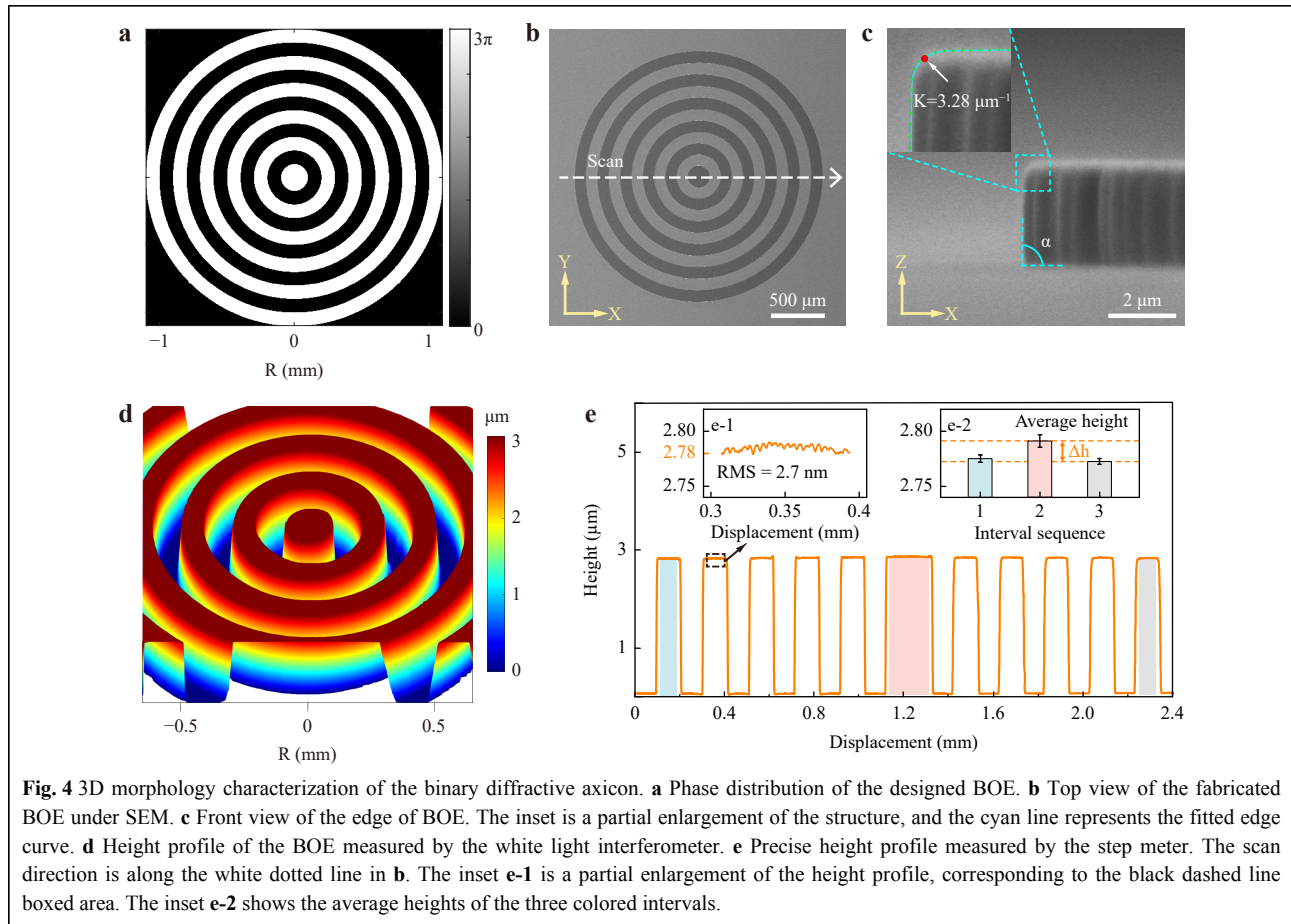 a
3π
0
−1
0
1
R (mm)
b
Scan
Y
X
500 μm
c
K=3.28 μm⁻¹
α
Z
X
2 μm
d
μm
3
2
1
0
−0.5
0
0.5
R (mm)
e
Height (μm)
5
3
1
0
0.4
0.8
1.2
1.6
2.0
2.4
Displacement (mm)
e-1
2.80
2.78
2.75
RMS = 2.7 nm
0.3
0.35
0.4
Displacement (mm)
e-2
Average height
2.80
2.75
Δh
1
2
3
Interval sequence
Fig. 4 3D morphology characterization of the binary diffractive axicon. a Phase distribution of the designed BOE. b Top view of the fabricated
BOE under SEM. c Front view of the edge of BOE. The inset is a partial enlargement of the structure, and the cyan line represents the fitted edge
curve. d Height profile of the BOE measured by the white light interferometer. e Precise height profile measured by the step meter. The scan
direction is along the white dotted line in b. The inset e-1 is a partial enlargement of the height profile, corresponding to the black dashed line
boxed area. The inset e-2 shows the average heights of the three colored intervals.